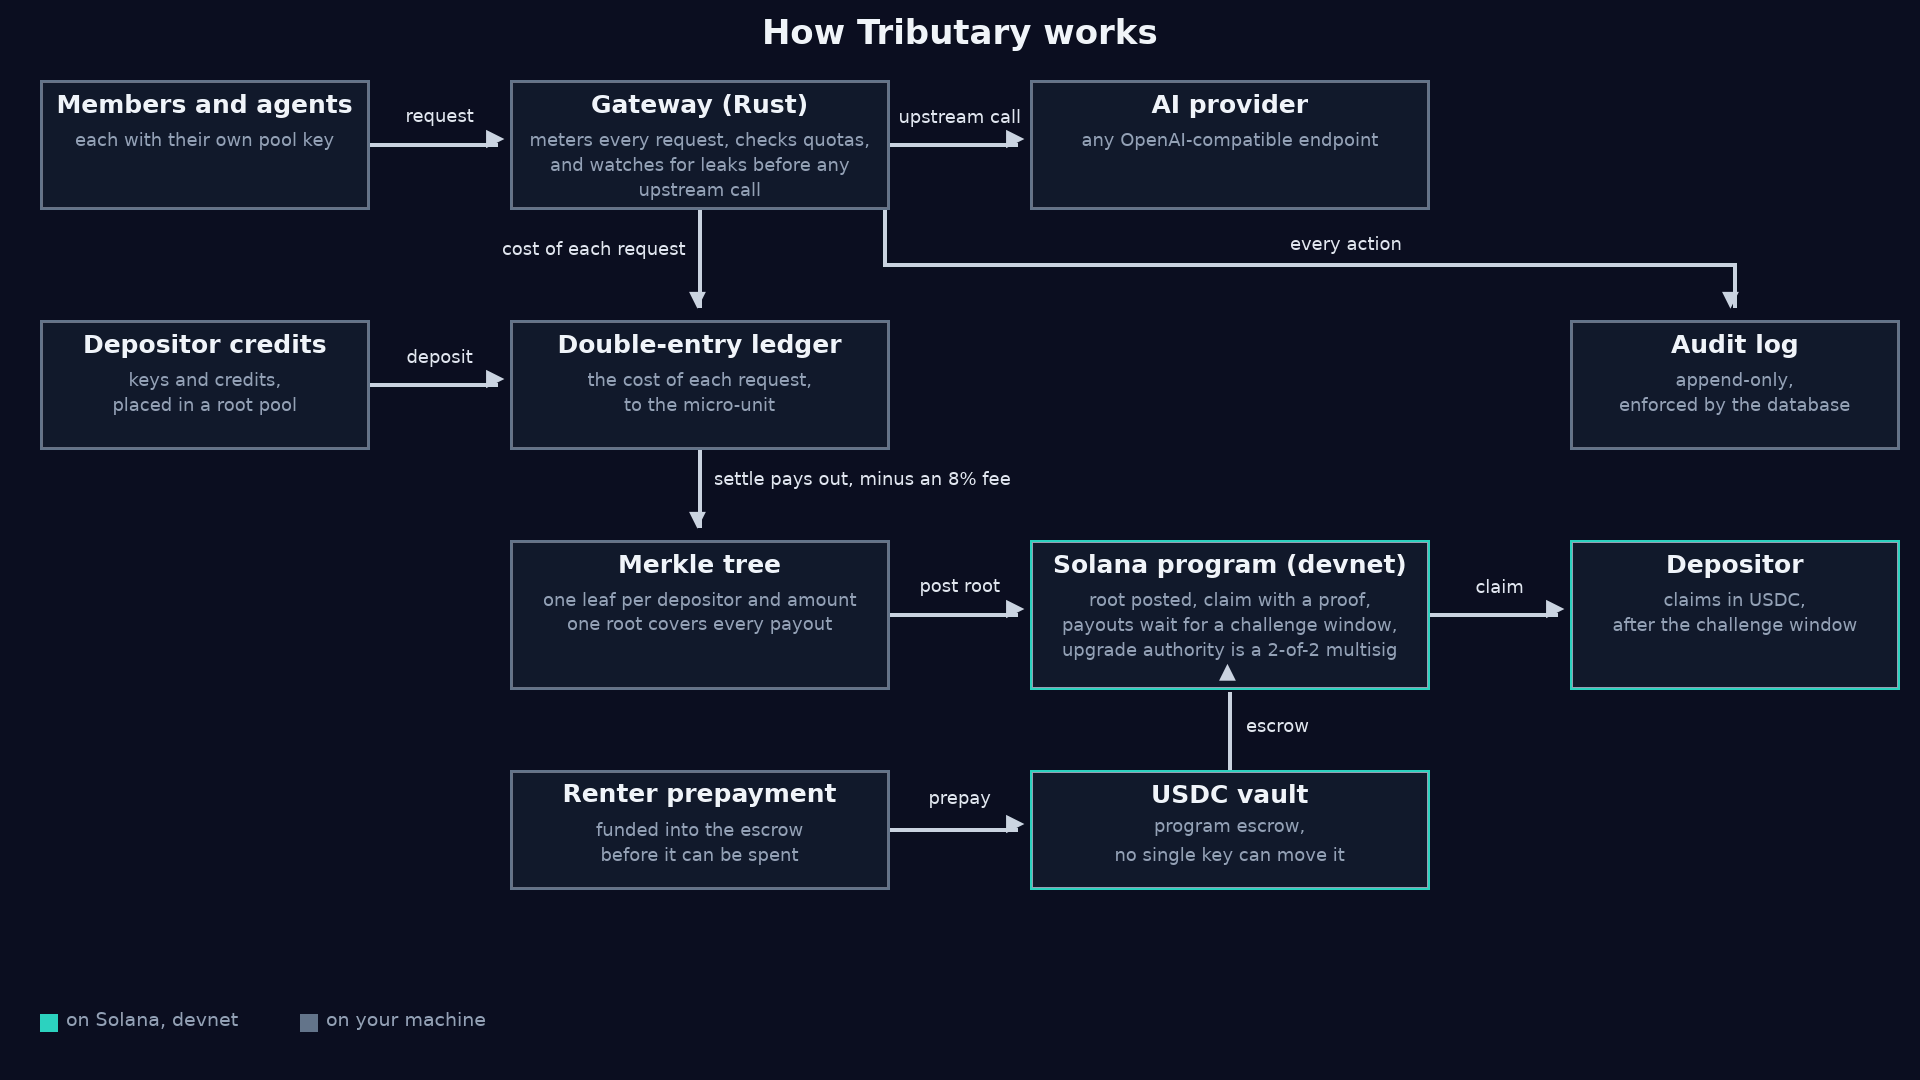 How Tributary works
Members and agents
each with their own pool key
request
Gateway (Rust)
meters every request, checks quotas,
and watches for leaks before any
upstream call
upstream call
AI provider
any OpenAI-compatible endpoint
cost of each request
every action
Depositor credits
keys and credits,
placed in a root pool
deposit
Double-entry ledger
the cost of each request,
to the micro-unit
Audit log
append-only,
enforced by the database
settle pays out, minus an 8% fee
Merkle tree
one leaf per depositor and amount
one root covers every payout
post root
Solana program (devnet)
root posted, claim with a proof,
payouts wait for a challenge window,
upgrade authority is a 2-of-2 multisig
claim
Depositor
claims in USDC,
after the challenge window
escrow
Renter prepayment
funded into the escrow
before it can be spent
prepay
USDC vault
program escrow,
no single key can move it
on Solana, devnet
on your machine